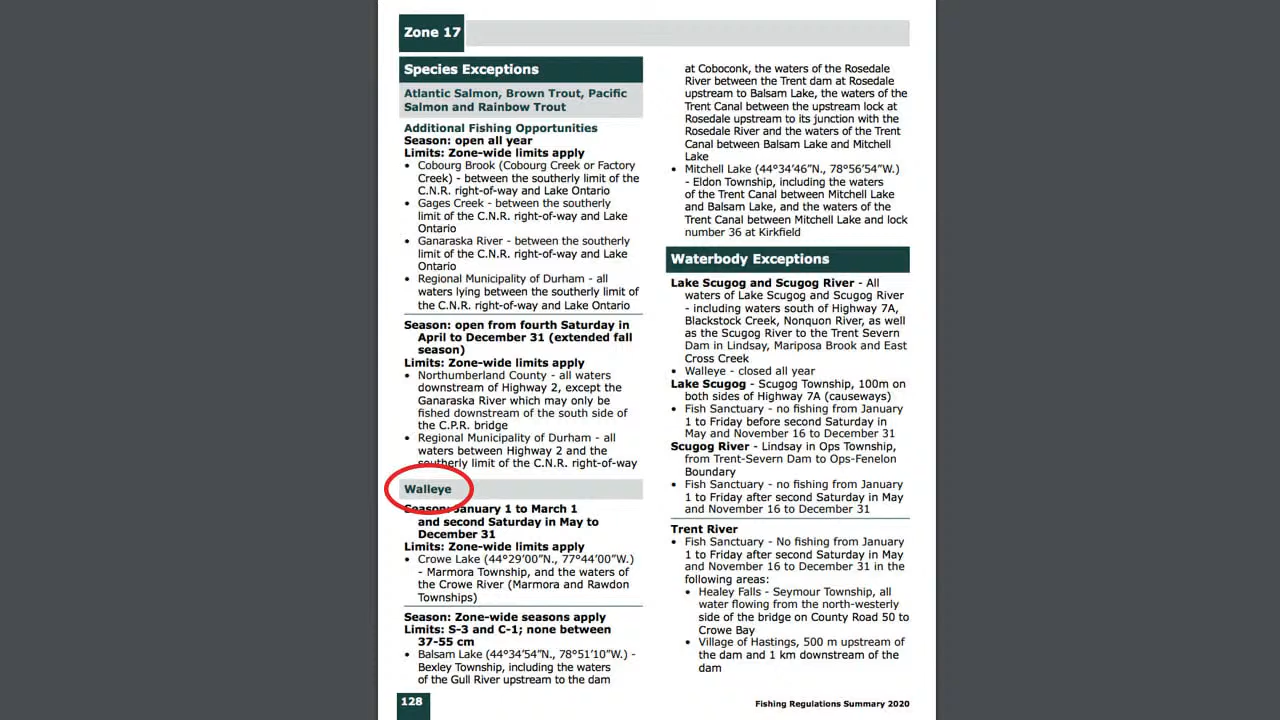 Zone 17
Species Exceptions
Atlantic Salmon, Brown Trout, Pacific
Salmon and Rainbow Trout
Additional Fishing Opportunities
Season: open all year
Limits: Zone-wide limits apply
• Cobourg Brook (Cobourg Creek or Factory
Creek) - between the southerly limit of the
C.N.R. right-of-way and Lake Ontario
• Gages Creek - between the southerly
limit of the C.N.R. right-of-way and Lake
Ontario
• Ganaraska River - between the southerly
limit of the C.N.R. right-of-way and Lake
Ontario
• Regional Municipality of Durham - all
waters lying between the southerly limit of
the C.N.R. right-of-way and Lake Ontario
Season: open from fourth Saturday in
April to December 31 (extended fall
season)
Limits: Zone-wide limits apply
• Northumberland County - all waters
downstream of Highway 2, except the
Ganaraska River which may only be
fished downstream of the south side of
the C.P.R. bridge
• Regional Municipality of Durham - all
waters between Highway 2 and the
southerly limit of the C.N.R. right-of-way
Walleye
Season: January 1 to March 1
and second Saturday in May to
December 31
Limits: Zone-wide limits apply
• Crowe Lake (44°29’00”N., 77°44’00”W.)
- Marmora Township, and the waters of
the Crowe River (Marmora and Rawdon
Townships)
Season: Zone-wide seasons apply
Limits: S-3 and C-1; none between
37-55 cm
• Balsam Lake (44°34’54”N., 78°51’10”W.) -
Bexley Township, including the waters
of the Gull River upstream to the dam
at Coboconk, the waters of the Rosedale
River between the Trent dam at Rosedale
upstream to Balsam Lake, the waters of the
Trent Canal between the upstream lock at
Rosedale upstream to its junction with the
Rosedale River and the waters of the Trent
Canal between Balsam Lake and Mitchell
Lake
• Mitchell Lake (44°34’46”N., 78°56’54”W.)
- Eldon Township, including the waters
of the Trent Canal between Mitchell Lake
and Balsam Lake, and the waters of the
Trent Canal between Mitchell Lake and lock
number 36 at Kirkfield
Waterbody Exceptions
Lake Scugog and Scugog River - All
waters of Lake Scugog and Scugog River
- including waters south of Highway 7A,
Blackstock Creek, Nonquon River, as well
as the Scugog River to the Trent Severn
Dam in Lindsay, Mariposa Brook and East
Cross Creek
• Walleye - closed all year
Lake Scugog - Scugog Township, 100m on
both sides of Highway 7A (causeways)
• Fish Sanctuary - no fishing from January
1 to Friday before second Saturday in
May and November 16 to December 31
Scugog River - Lindsay in Ops Township,
from Trent-Severn Dam to Ops-Fenelon
Boundary
• Fish Sanctuary - no fishing from January
1 to Friday after second Saturday in May
and November 16 to December 31
Trent River
• Fish Sanctuary - No fishing from January
1 to Friday after second Saturday in May
and November 16 to December 31 in the
following areas:
• Healey Falls - Seymour Township, all
water flowing from the north-westerly
side of the bridge on County Road 50 to
Crowe Bay
• Village of Hastings, 500 m upstream of
the dam and 1 km downstream of the
dam
128
Fishing Regulations Summary 2020